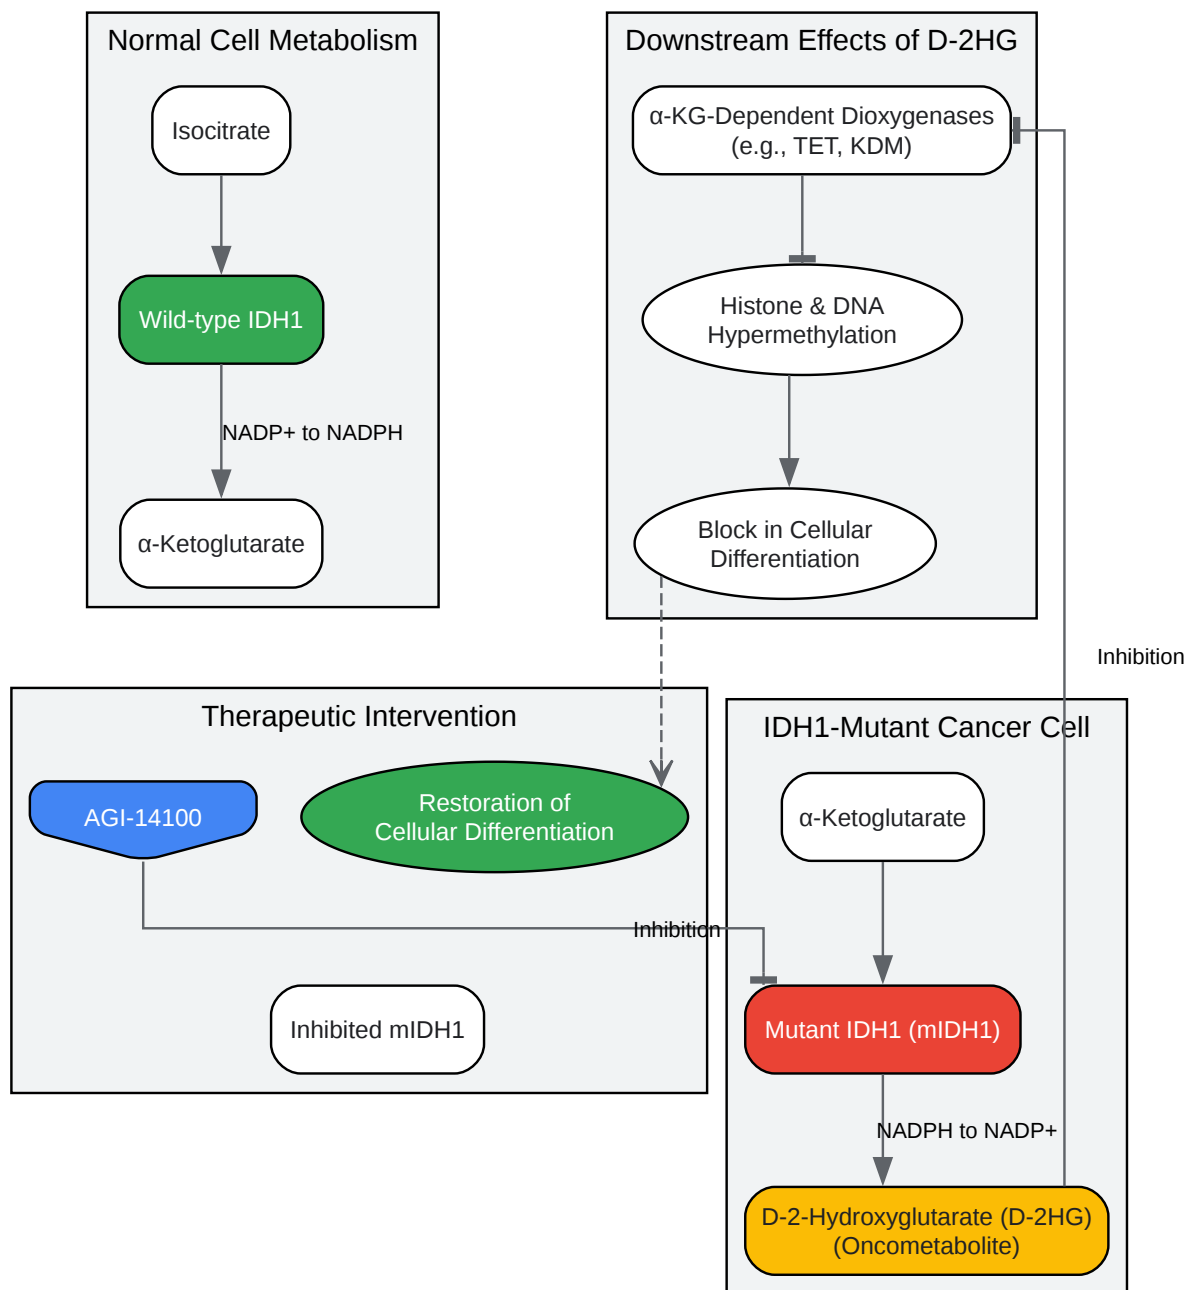 Normal Cell Metabolism
Isocitrate
Wild-type IDH1
NADP+ to NADPH
α-Ketoglutarate
Downstream Effects of D-2HG
α-KG-Dependent Dioxygenases
(e.g., TET, KDM)
Histone & DNA
Hypermethylation
Block in Cellular
Differentiation
Inhibition
Therapeutic Intervention
AGI-14100
Restoration of
Cellular Differentiation
Inhibition
Inhibited mIDH1
IDH1-Mutant Cancer Cell
α-Ketoglutarate
Mutant IDH1 (mIDH1)
NADPH to NADP+
D-2-Hydroxyglutarate (D-2HG)
(Oncometabolite)